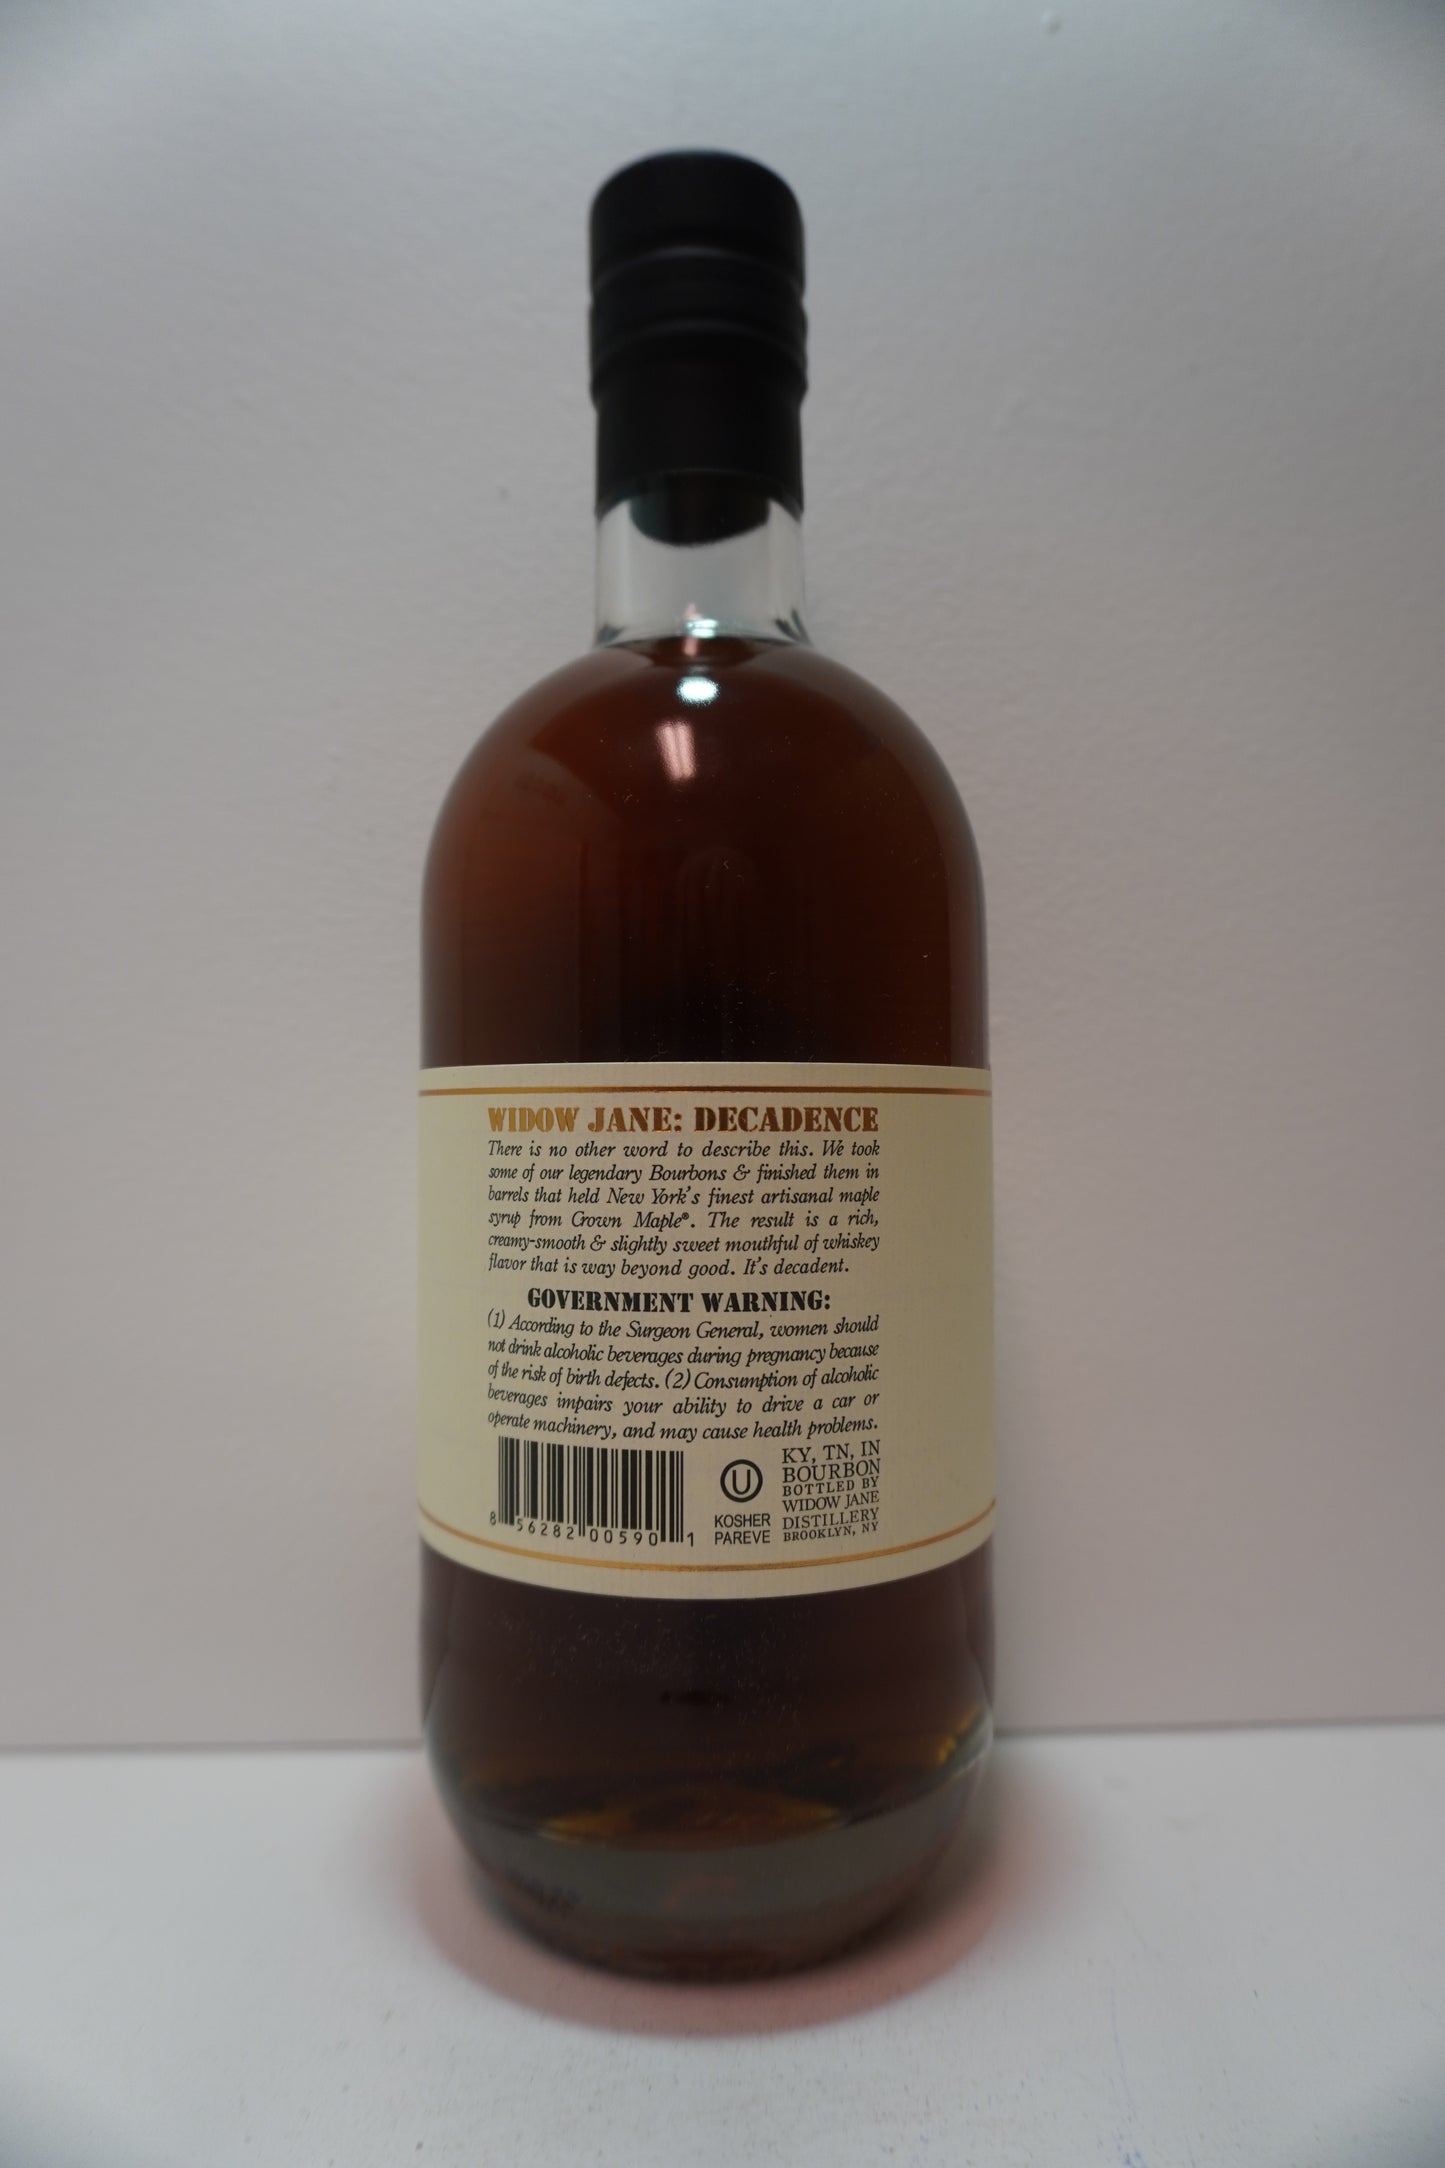 WIDOW JANE: DECADENCE
There is no other word to describe this. We took
some of our legendary Bourbons & finished them in
barrels that held New York's finest artisanal maple
syrup from Crown Maple®. The result is a rich,
creamy-smooth & slightly sweet mouthful of whiskey
flavor that is way beyond good. It's decadent.
GOVERNMENT WARNING:
(1) According to the Surgeon General, women should
not drink alcoholic beverages during pregnancy because
of the risk of birth defects. (2) Consumption of alcoholic
beverages impairs your ability to drive a car or
operate machinery, and may cause health problems.
8 56282 00590 1
U
KOSHER
PAREVE
KY, TN, IN
BOURBON
BOTTLED BY
WIDOW JANE
DISTILLERY
BROOKLYN, NY